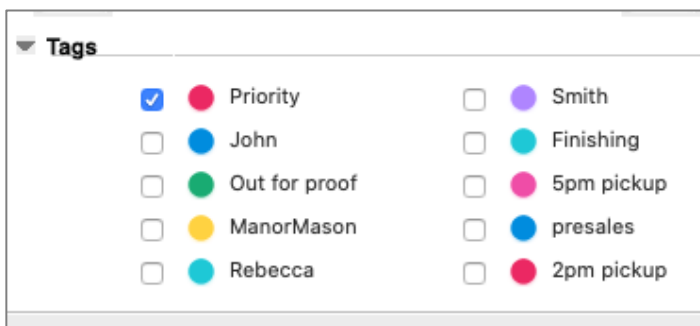 Tags
Priority
Smith
John
Finishing
Out for proof
5pm pickup
ManorMason
presales
Rebecca
2pm pickup